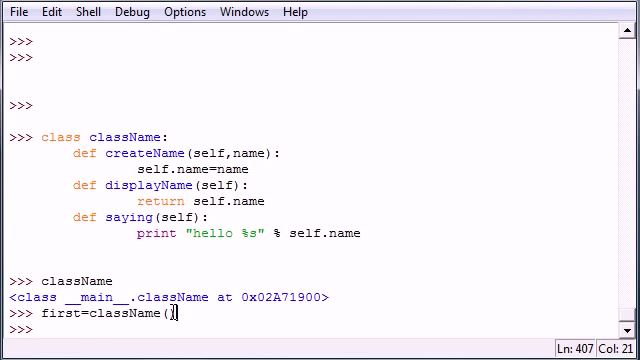 File Edit Shell Debug Options Windows Help
>>>
>>>
>>>
>>> class className:
def createName(self,name):
self.name=name
def displayName(self):
return self.name
def saying(self):
print "hello %s" % self.name
>>> className
<class __main__.className at 0x02A71900>
>>> first=className()
>>>
Ln: 407 Col: 21